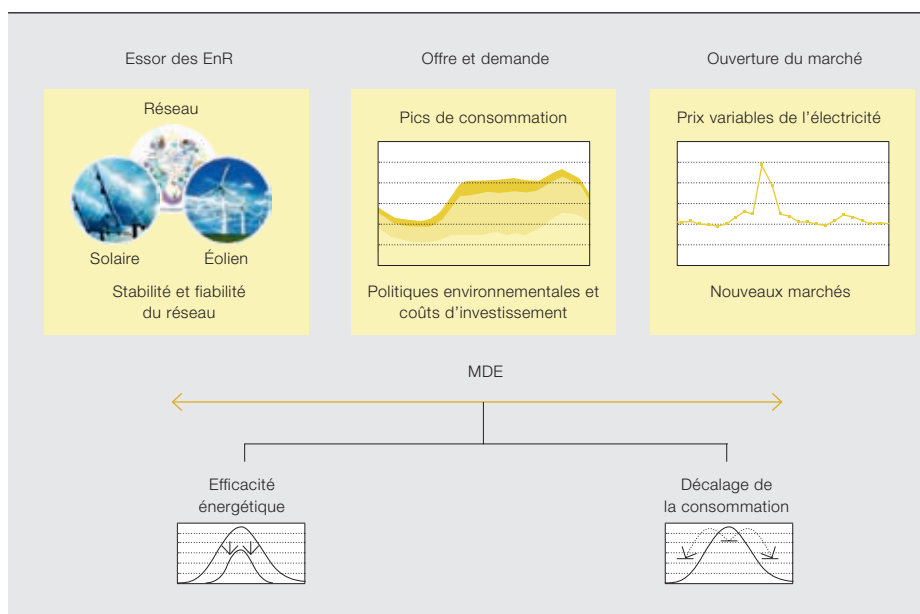 Essor des EnR
Réseau
Solaire
Éolien
Stabilité et fiabilité
du réseau
Offre et demande
Pics de consommation
Politiques environnementales et
coûts d'investissement
Ouverture du marché
Prix variables de l'électricité
Nouveaux marchés
MDE
Efficacité
énergétique
Décalage de
la consommation